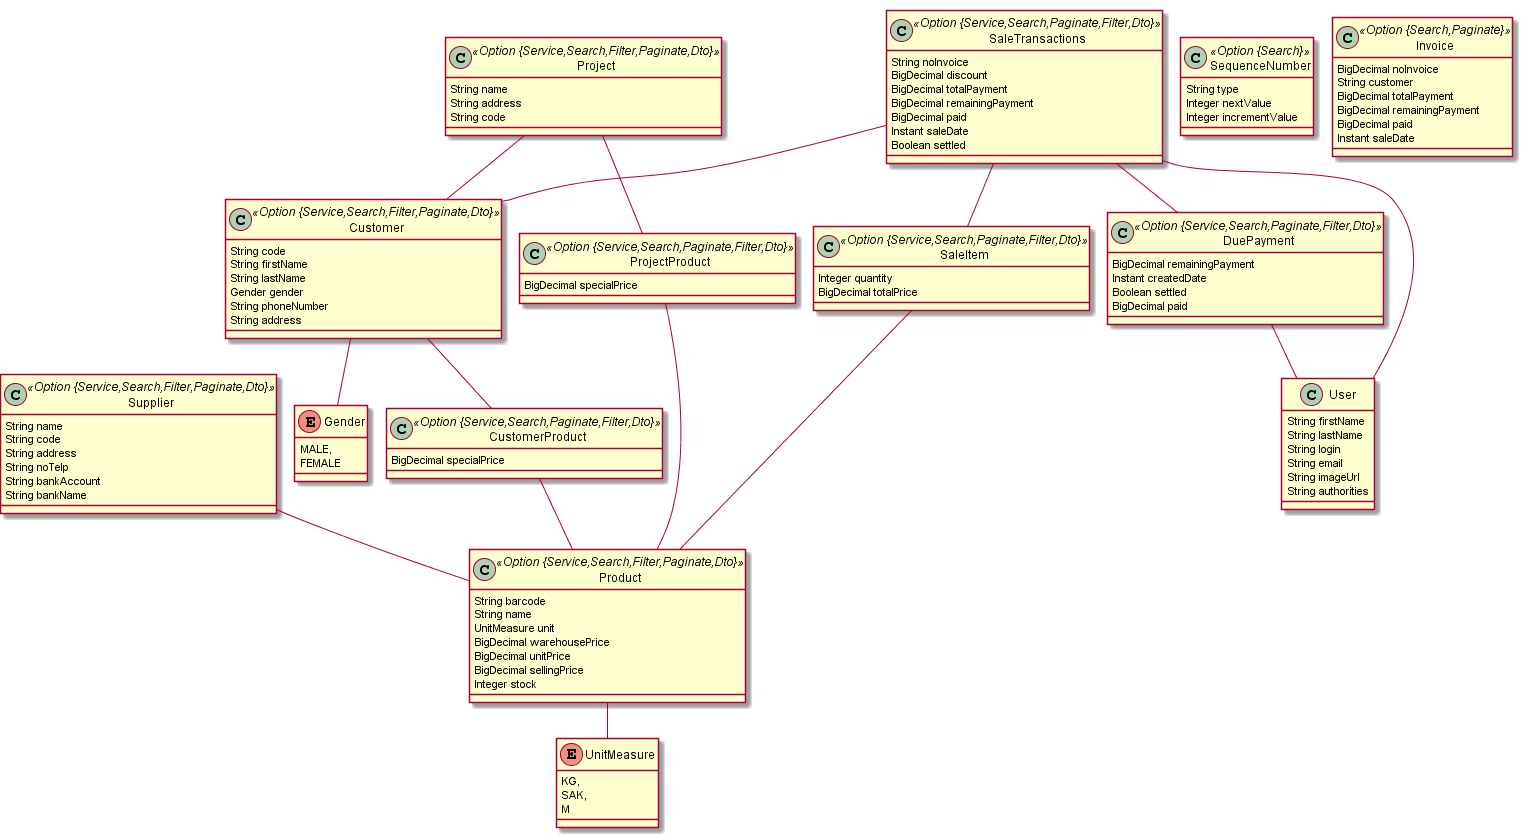 C
«Option {Service,Search,Filter,Paginate,Dto}»
Project
String name
String address
String code
C
«Option {Service,Search,Paginate,Filter,Dto}»
SaleTransactions
String noInvoice
BigDecimal discount
BigDecimal totalPayment
BigDecimal remainingPayment
BigDecimal paid
Instant saleDate
Boolean settled
C
«Option {Search}»
SequenceNumber
String type
Integer nextValue
Integer incrementValue
C
«Option {Search,Paginate}»
Invoice
BigDecimal noInvoice
String customer
BigDecimal totalPayment
BigDecimal remainingPayment
BigDecimal paid
Instant saleDate
C
«Option {Service,Search,Filter,Paginate,Dto}»
Customer
String code
String firstName
String lastName
Gender gender
String phoneNumber
String address
C
«Option {Service,Search,Paginate,Filter,Dto}»
ProjectProduct
BigDecimal specialPrice
C
«Option {Service,Search,Paginate,Filter,Dto}»
SaleItem
Integer quantity
BigDecimal totalPrice
C
«Option {Service,Search,Paginate,Filter,Dto}»
DuePayment
BigDecimal remainingPayment
Instant createdDate
Boolean settled
BigDecimal paid
C
«Option {Service,Search,Filter,Paginate,Dto}»
Supplier
String name
String code
String address
String noTelp
String bankAccount
String bankName
E Gender
MALE,
FEMALE
C
«Option {Service,Search,Paginate,Filter,Dto}»
CustomerProduct
BigDecimal specialPrice
C User
String firstName
String lastName
String login
String email
String imageUrl
String authorities
C
«Option {Service,Search,Filter,Paginate,Dto}»
Product
String barcode
String name
UnitMeasure unit
BigDecimal warehousePrice
BigDecimal unitPrice
BigDecimal sellingPrice
Integer stock
E UnitMeasure
KG,
SAK,
M